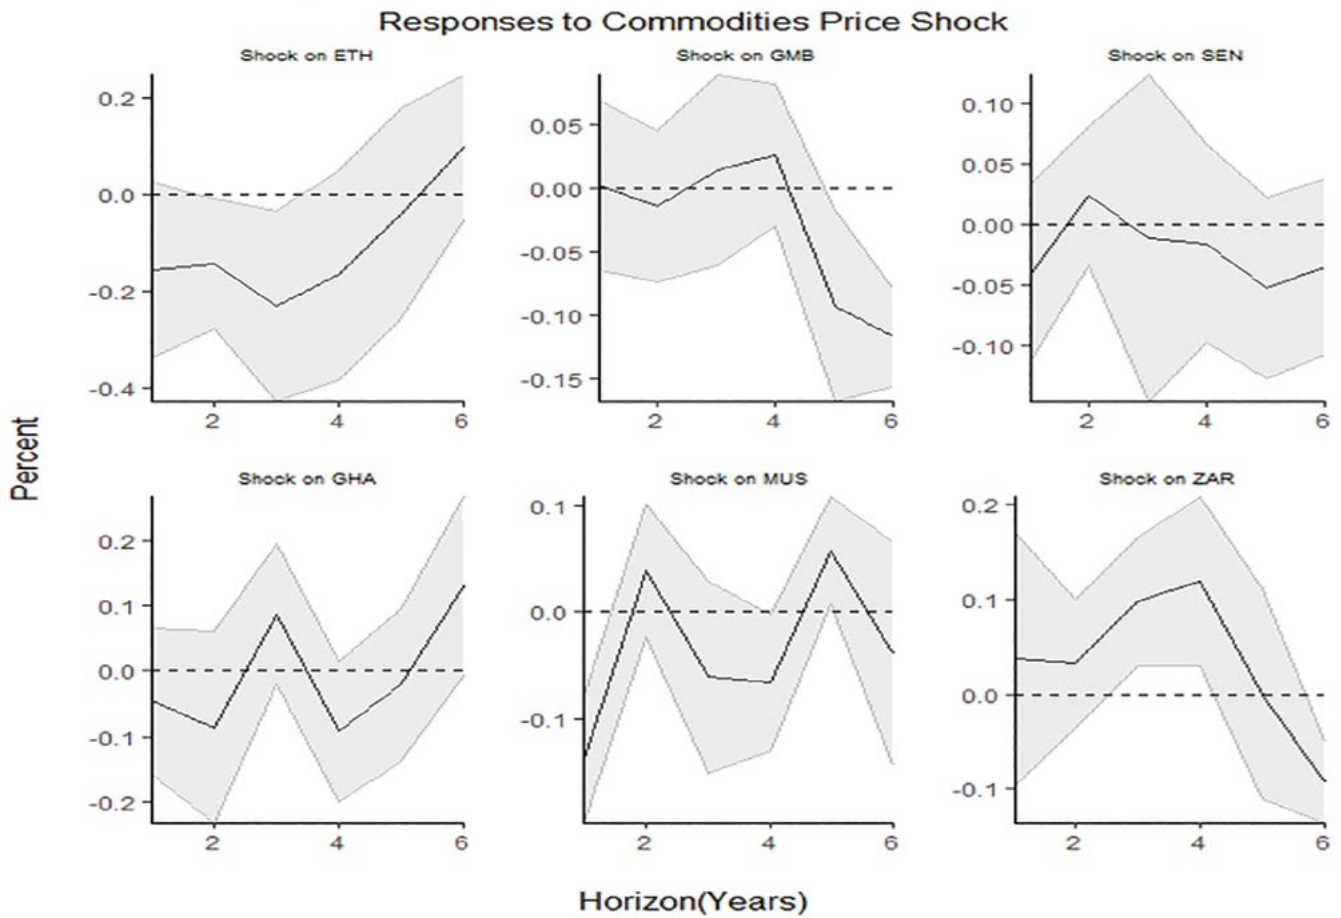 Responses to Commodities Price Shock
Shock on ETH
0.2
0.0
-0.2
-0.4
2 4 6
Shock on GMB
0.05
0.00
-0.05
-0.10
-0.15
2 4 6
Shock on SEN
0.10
0.05
0.00
-0.05
-0.10
2 4 6
Percent
Shock on GHA
0.2
0.1
0.0
-0.1
-0.2
2 4 6
Shock on MUS
0.1
0.0
-0.1
2 4 6
Shock on ZAR
0.2
0.1
0.0
-0.1
2 4 6
Horizon(Years)